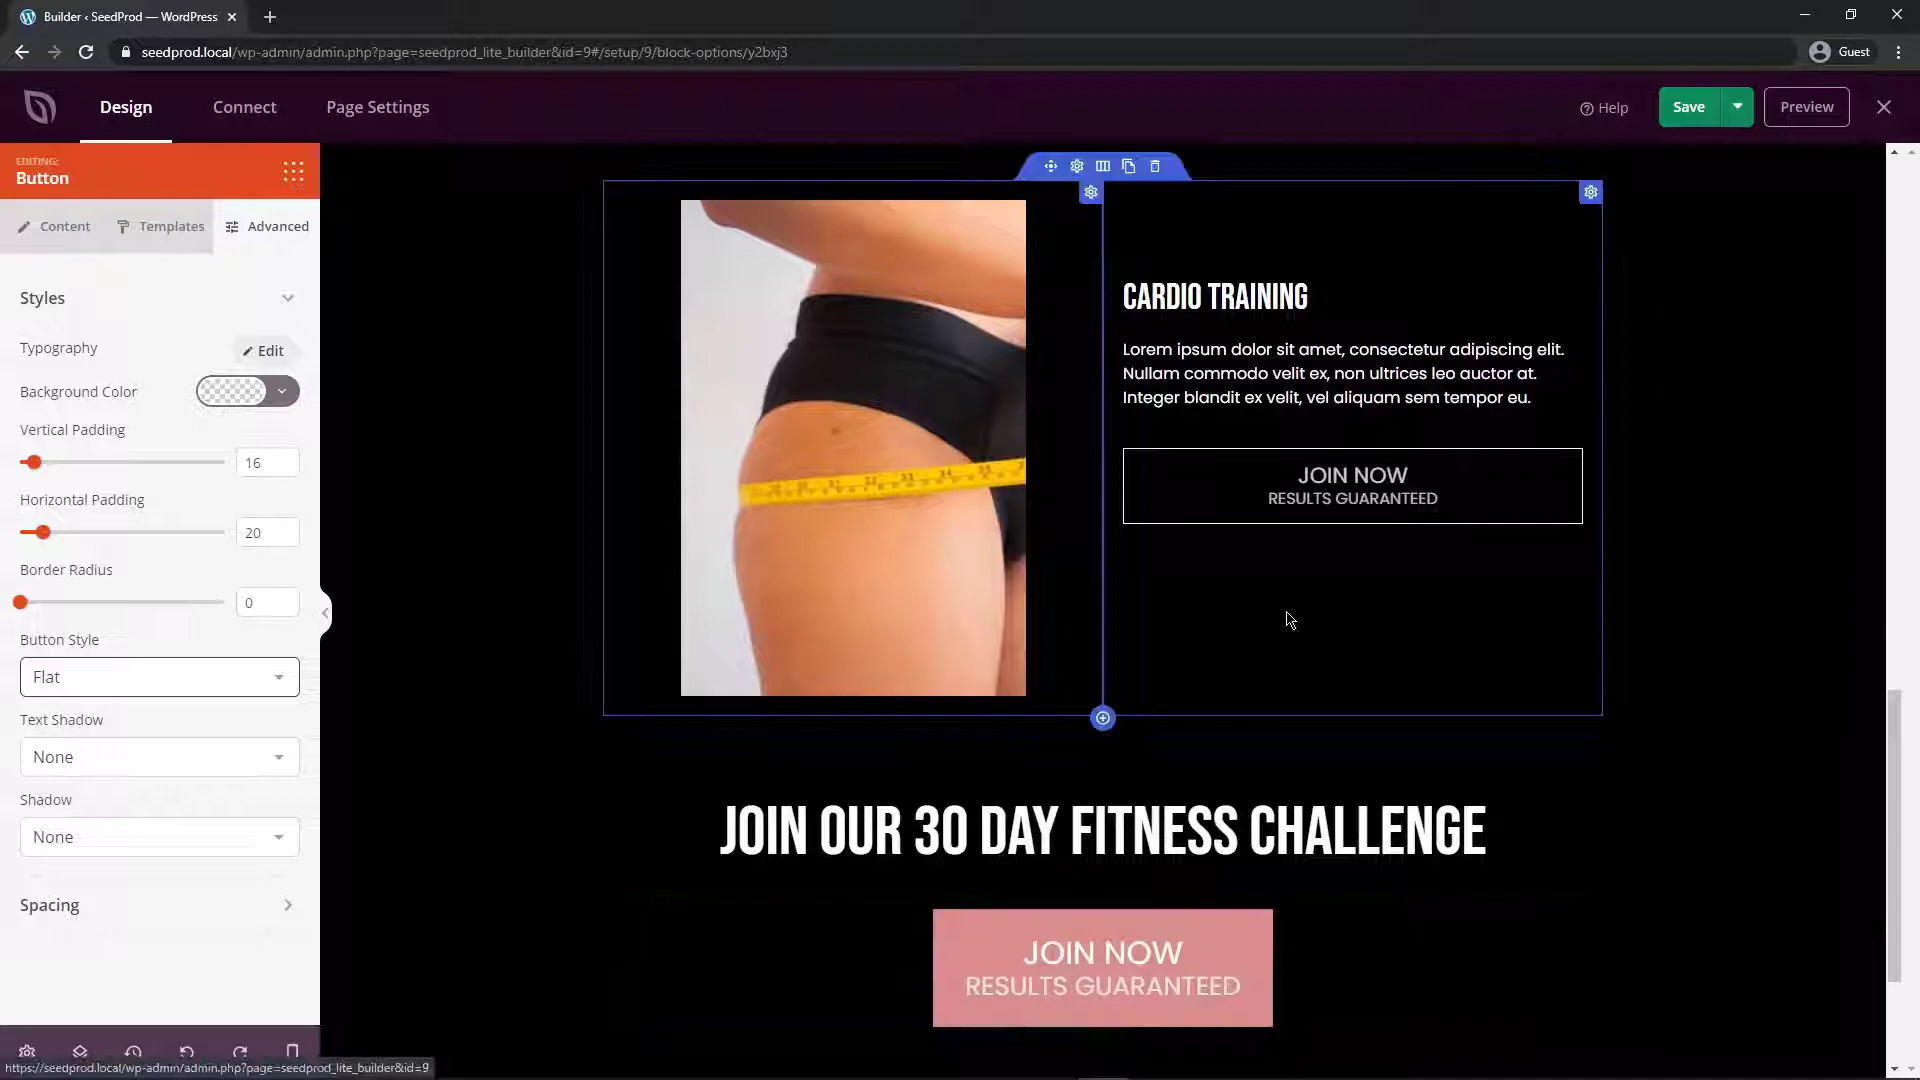 Builder ‹ SeedProd — WordPress
seedprod.local/wp-admin/admin.php?page=seedprod_lite_builder&id=9#/setup/9/block-options/y2bxj3
Guest
Design
Connect
Page Settings
Help
Save
Preview
EDITING:
Button
Content
Templates
Advanced
Styles
Typography
Edit
Background Color
Vertical Padding
16
Horizontal Padding
20
Border Radius
0
Button Style
Flat
Text Shadow
None
Shadow
None
Spacing
CARDIO TRAINING
Lorem ipsum dolor sit amet, consectetur adipiscing elit.
Nullam commodo velit ex, non ultrices leo auctor at.
Integer blandit ex velit, vel aliquam sem tempor eu.
JOIN NOW
RESULTS GUARANTEED
JOIN OUR 30 DAY FITNESS CHALLENGE
JOIN NOW
RESULTS GUARANTEED
https://seedprod.local/wp-admin/admin.php?page=seedprod_lite_builder&id=9